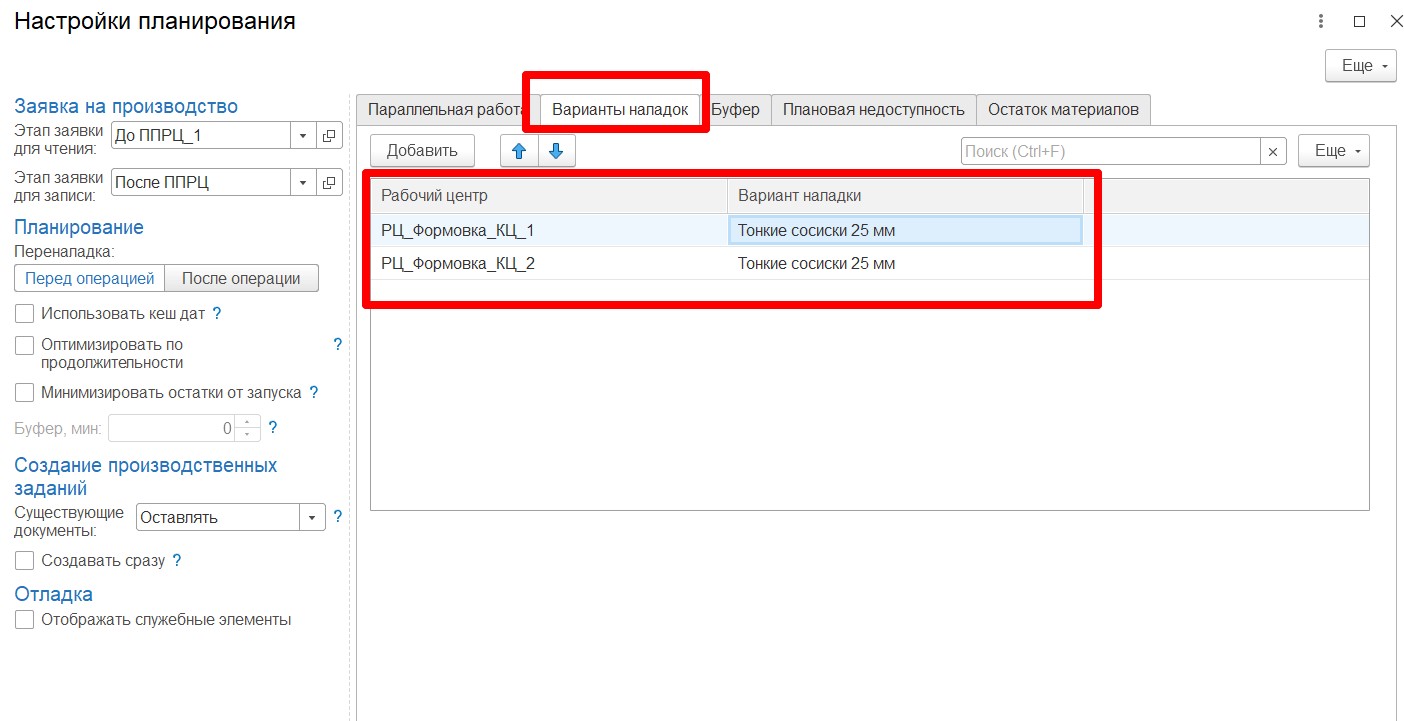 Настройки планирования
Еще
Заявка на производство
Этап заявки
для чтения:
До ППРЦ_1
Этап заявки
для записи:
После ППРЦ
Планирование
Переналадка:
Перед операцией
После операции
Использовать кеш дат ?
Оптимизировать по
продолжительности
?
Минимизировать остатки от запуска ?
Буфер, мин:
0
?
Создание производственных
заданий
Существующие
документы:
Оставлять
?
Создавать сразу ?
Отладка
Отображать служебные элементы
Параллельная работа
Варианты наладок
Буфер
Плановая недоступность
Остаток материалов
Добавить
Поиск (Ctrl+F)
×
Еще
Рабочий центр
Вариант наладки
РЦ_Формовка_КЦ_1
Тонкие сосиски 25 мм
РЦ_Формовка_КЦ_2
Тонкие сосиски 25 мм